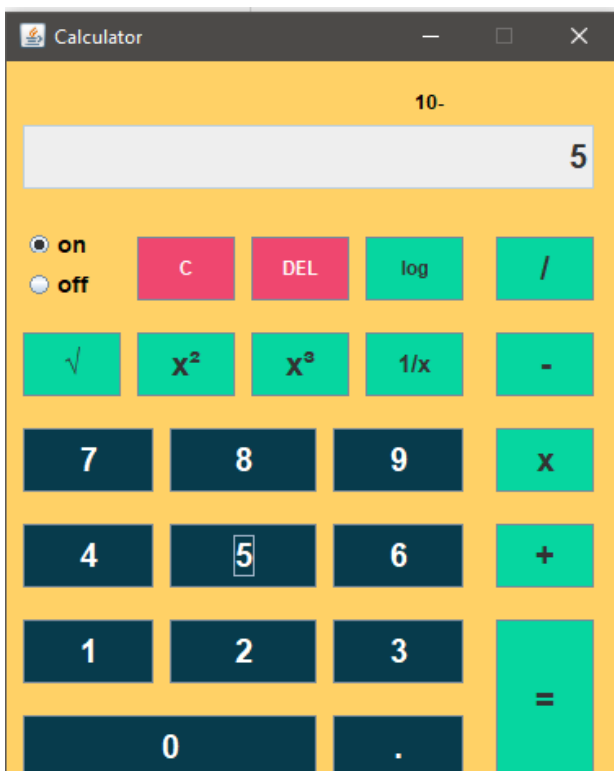 Calculator
10-
5
on
off
C DEL log /
√ x² x³ 1/x -
7 8 9 x
4 5 6 +
1 2 3
=
0 .